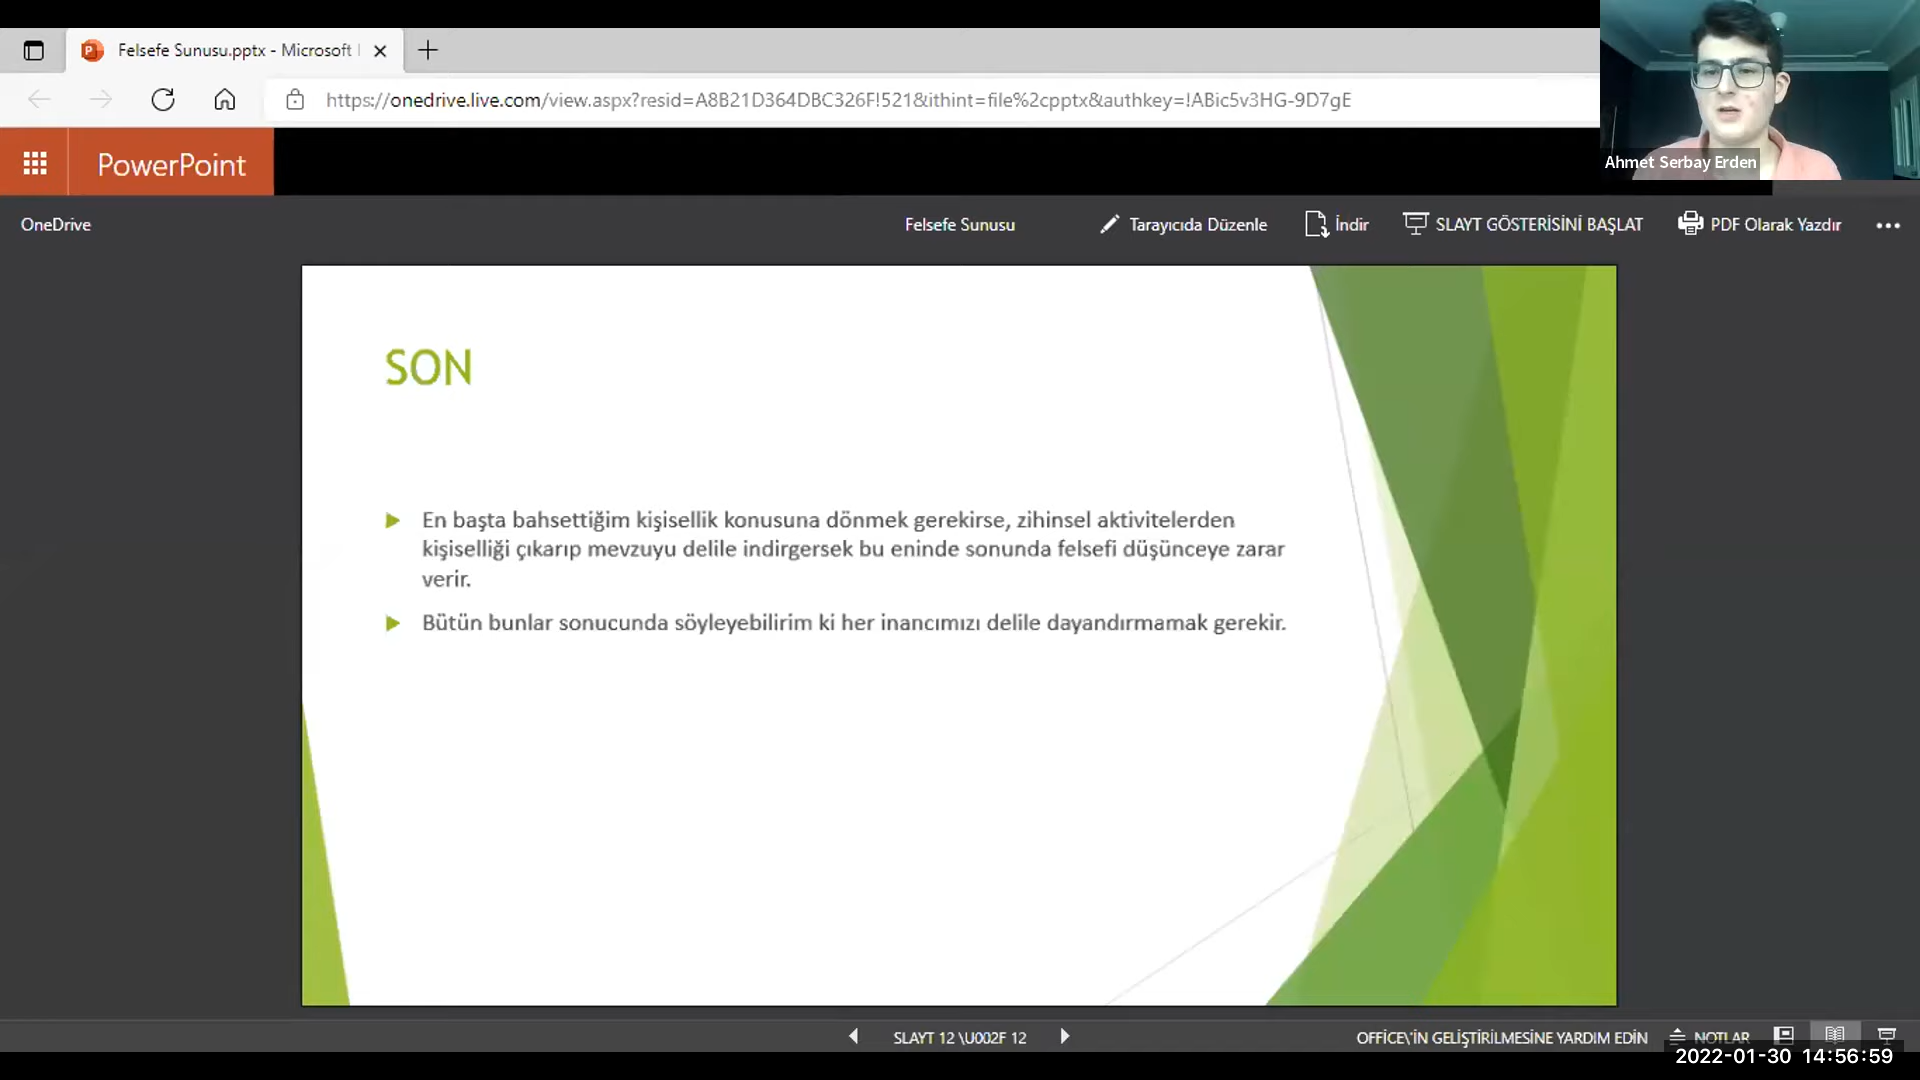 Felsefe Sunusu.pptx - Microsoft
https://onedrive.live.com/view.aspx?resid=A8B21D364DBC326F!521&ithint=file%2cpptx&authkey=!ABic5v3HG-9D7gE
Ahmet Serbay Erden
PowerPoint
OneDrive
Felsefe Sunusu
Tarayıcıda Düzenle
İndir
SLAYT GÖSTERİSİNİ BAŞLAT
PDF Olarak Yazdır
SON
En başta bahsettiğim kişisellik konusuna dönmek gerekirse, zihinsel aktivitelerden
kişiselliği çıkarıp mevzuyu delile indirgersek bu eninde sonunda felsefi düşünceye zarar
verir.
Bütün bunlar sonucunda söyleyebilirim ki her inancımızı delile dayandırmamak gerekir.
SLAYT 12 \U002F 12
OFFICE\'İN GELİŞTİRİLMESİNE YARDIM EDİN
NOTLAR
2022-01-30 14:56:59